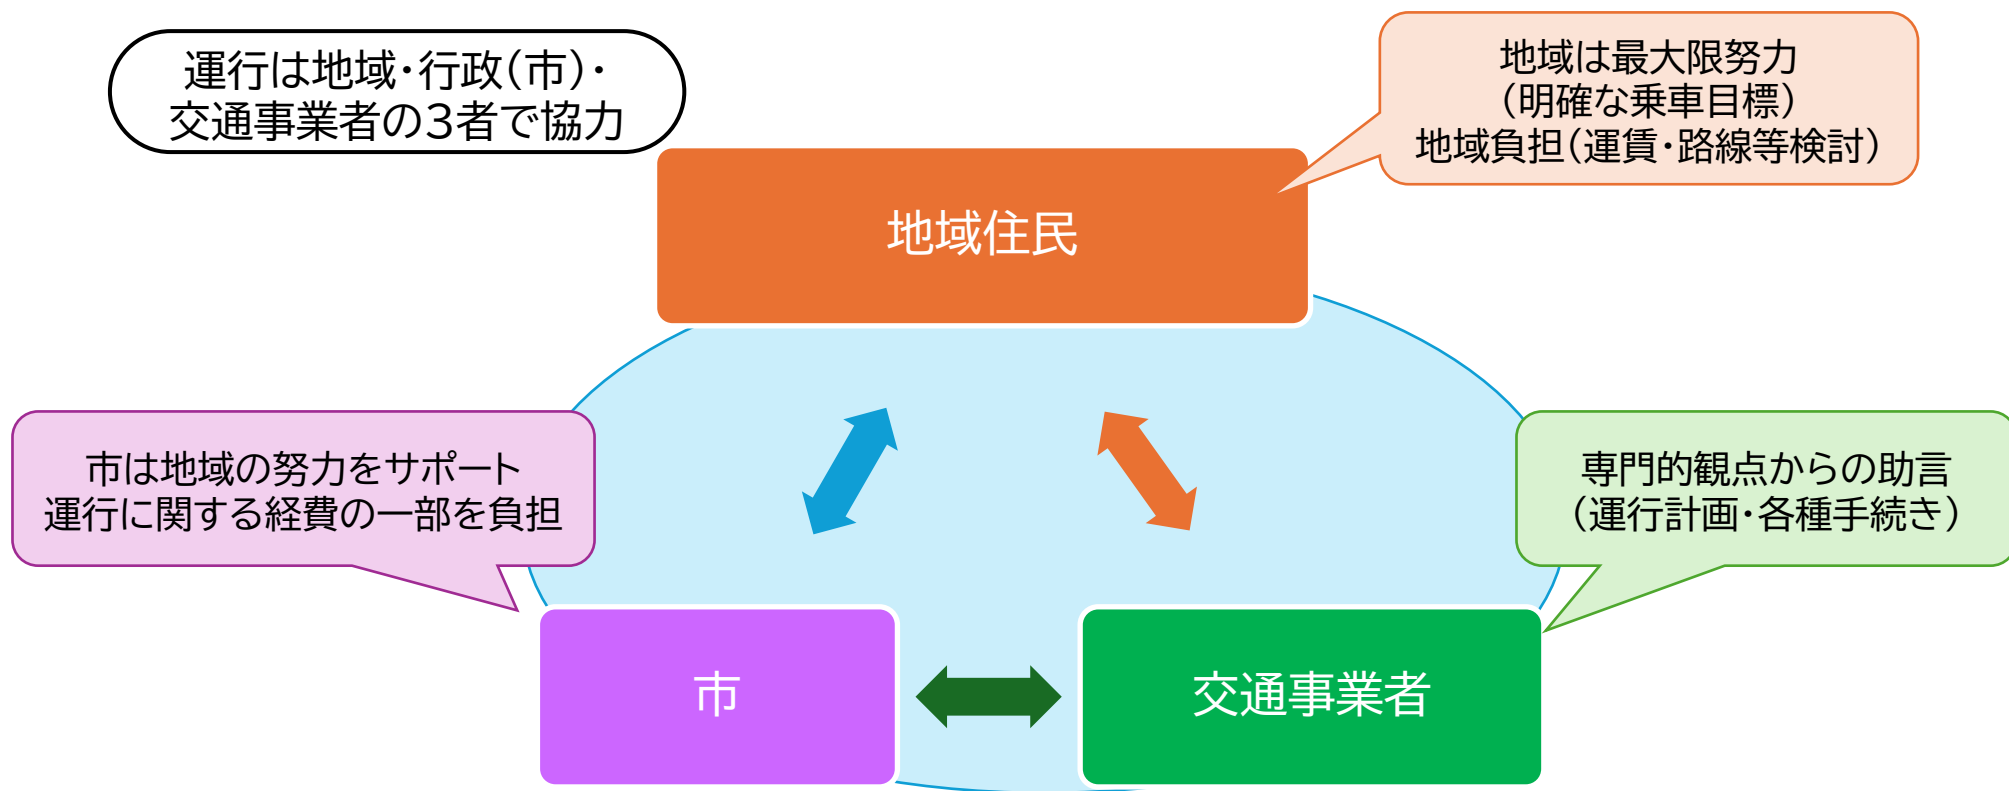 運行は地域・行政（市）・
交通事業者の３者で協力
地域は最大限努力
（明確な乗車目標）
地域負担（運賃・路線等検討）
地域住民
市は地域の努力をサポート
運行に関する経費の一部を負担
専門的観点からの助言
（運行計画・各種手続き）
市
交通事業者